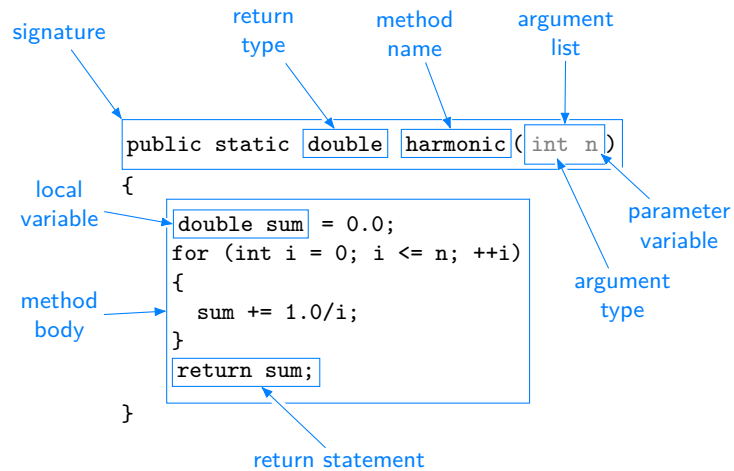 return
type
method
name
argument
list
signature
public static double harmonic(int n)
{
local
variable
double sum = 0.0;
parameter
variable
for (int i = 0; i <= n; ++i)
{
argument
type
method
body
sum += 1.0/i;
}
return sum;
}
return statement